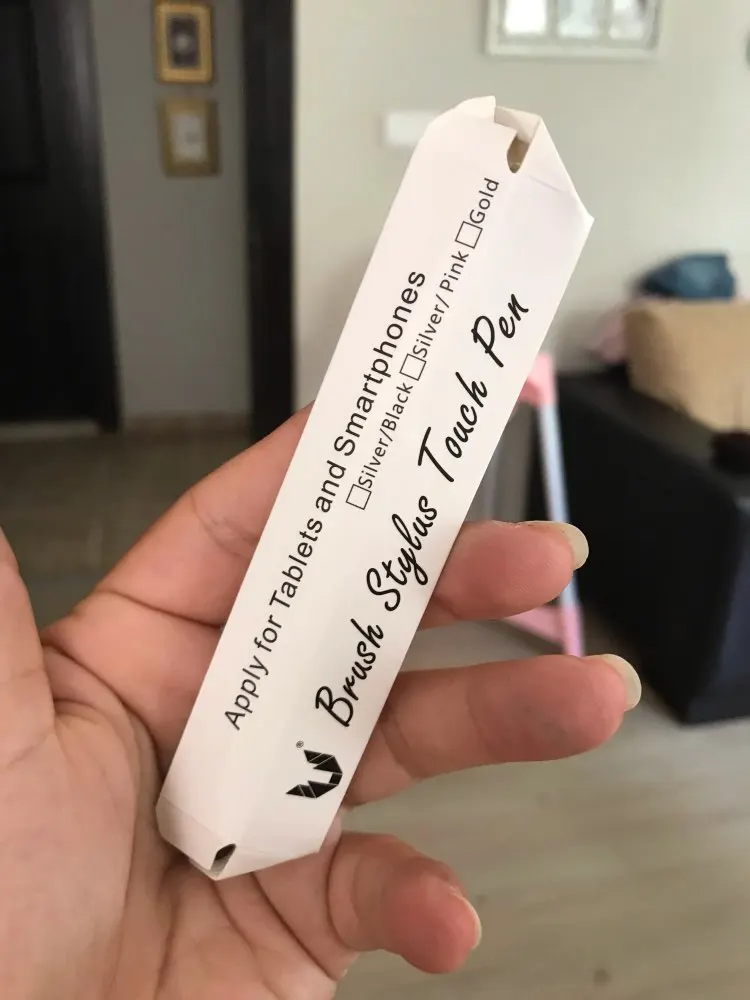 Apply for Tablets and Smartphones
☐Silver/Black ☐Silver/ Pink ☐Gold
Brush Stylus Touch Pen
®